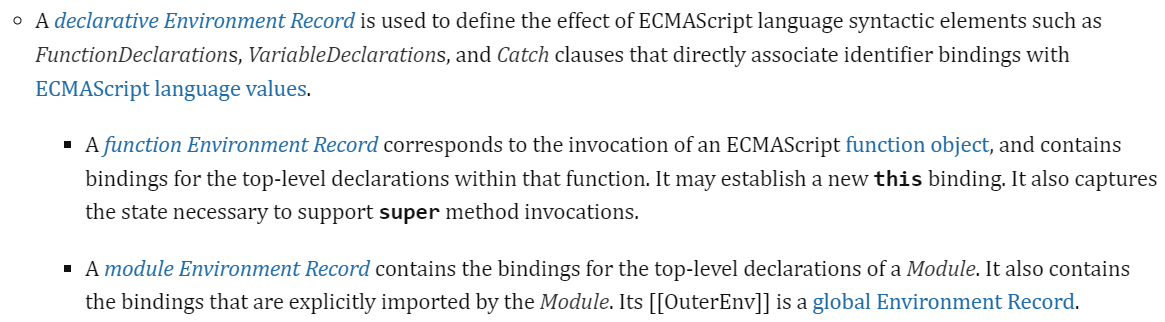 A declarative Environment Record is used to define the effect of ECMAScript language syntactic elements such as
FunctionDeclarations, VariableDeclarations, and Catch clauses that directly associate identifier bindings with
ECMAScript language values.
A function Environment Record corresponds to the invocation of an ECMAScript function object, and contains
bindings for the top-level declarations within that function. It may establish a new this binding. It also captures
the state necessary to support super method invocations.
A module Environment Record contains the bindings for the top-level declarations of a Module. It also contains
the bindings that are explicitly imported by the Module. Its [[OuterEnv]] is a global Environment Record.